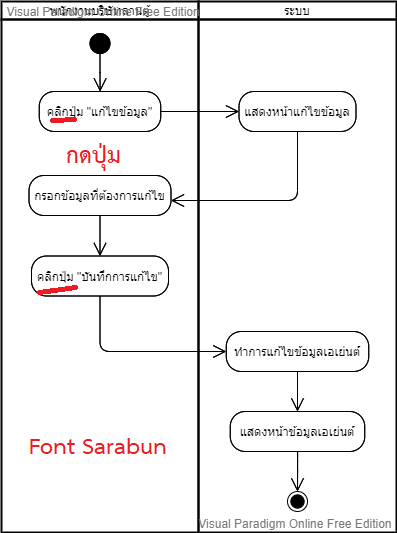 Visual Paradigm Online Free Edition
พนักงานบริษัทลานตู้
ระบบ
คลิกปุ่ม "แก้ไขข้อมูล"
แสดงหน้าแก้ไขข้อมูล
กดปุ่ม
กรอกข้อมูลที่ต้องการแก้ไข
คลิกปุ่ม "บันทึกการแก้ไข"
ทำการแก้ไขข้อมูลเอเย่นต์
แสดงหน้าข้อมูลเอเย่นต์
Font Sarabun
Visual Paradigm Online Free Edition